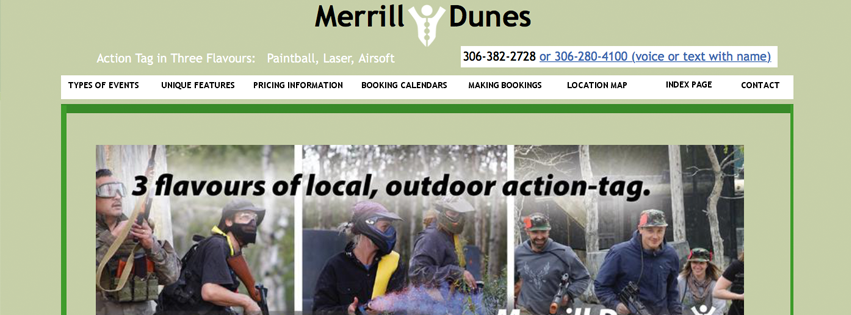 Merrill Dunes
Action Tag in Three Flavours: Paintball, Laser, Airsoft
306-382-2728 or 306-280-4100 (voice or text with name)
TYPES OF EVENTS UNIQUE FEATURES PRICING INFORMATION BOOKING CALENDARS MAKING BOOKINGS LOCATION MAP INDEX PAGE CONTACT
3 flavours of local, outdoor action-tag.